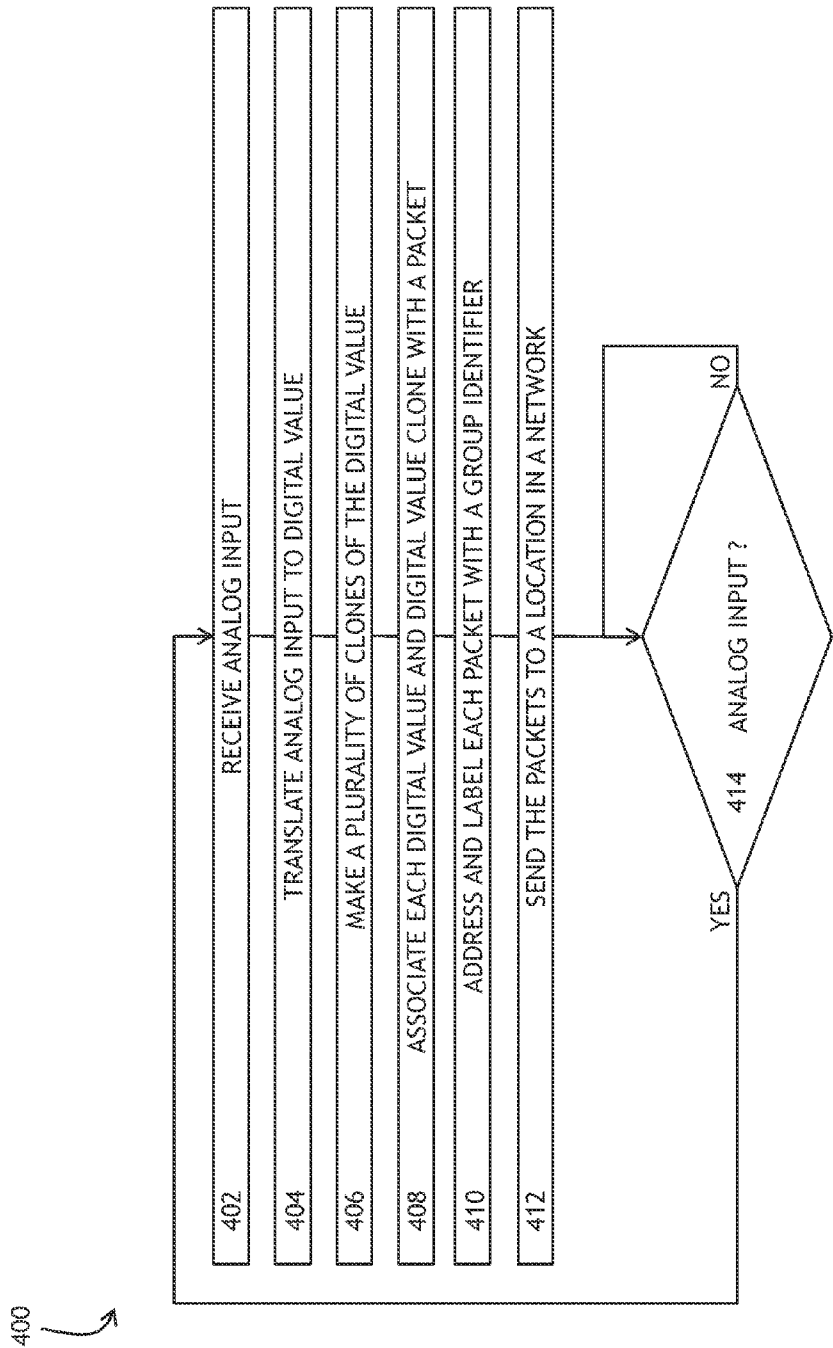 400
402 RECEIVE ANALOG INPUT
404 TRANSLATE ANALOG INPUT TO DIGITAL VALUE
406 MAKE A PLURALITY OF CLONES OF THE DIGITAL VALUE
408 ASSOCIATE EACH DIGITAL VALUE AND DIGITAL VALUE CLONE WITH A PACKET
410 ADDRESS AND LABEL EACH PACKET WITH A GROUP IDENTIFIER
412 SEND THE PACKETS TO A LOCATION IN A NETWORK
YES
414 ANALOG INPUT ?
NO